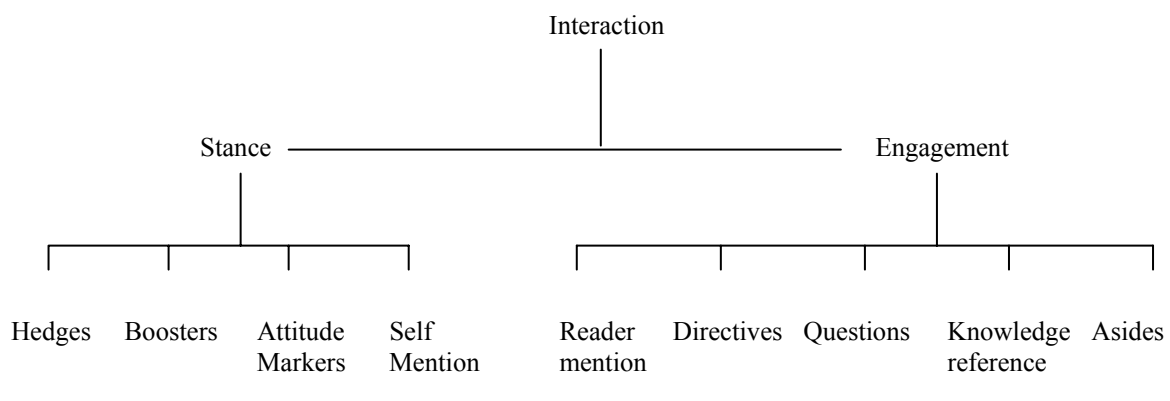 Interaction
Stance Engagement
Hedges Boosters Attitude Markers Self Mention Reader mention Directives Questions Knowledge reference Asides